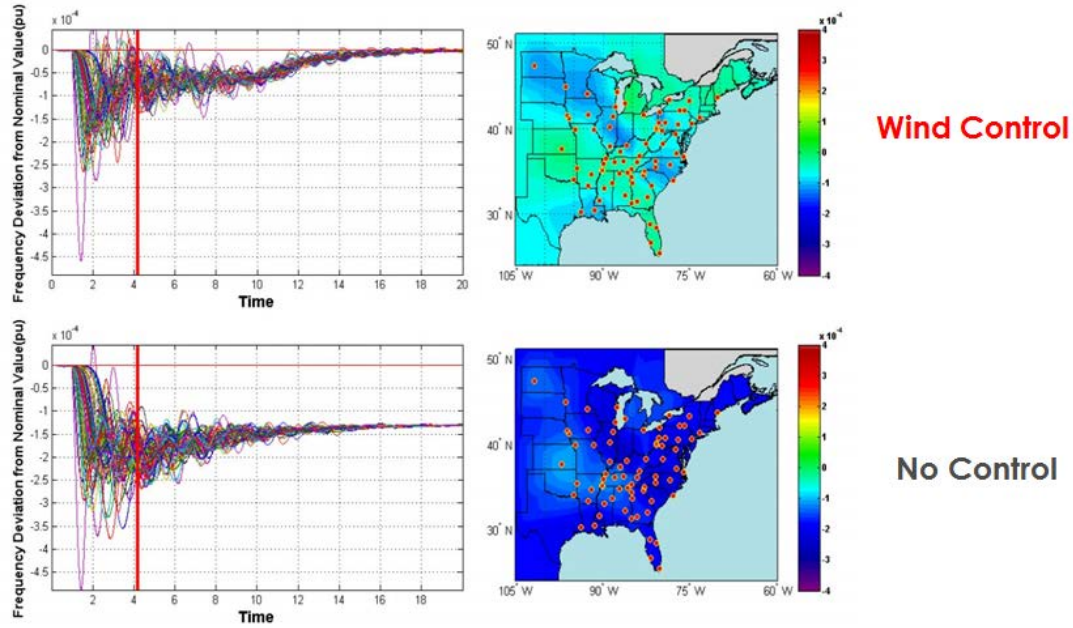 x 10⁻⁴
0
-0.5
-1
-1.5
-2
-2.5
-3
-3.5
-4
-4.5
Frequency Deviation from Nominal Value(pu)
0 2 4 6 8 10 12 14 16 18 20
Time
50° N
40° N
30° N
105° W 90° W 75° W 60° W
x 10⁻⁴
4
3
2
1
0
-1
-2
-3
-4
Wind Control
x 10⁻⁴
0
-0.5
-1
-1.5
-2
-2.5
-3
-3.5
-4
-4.5
Frequency Deviation from Nominal Value(pu)
2 4 6 8 10 12 14 16 18 20
Time
50° N
40° N
30° N
105° W 90° W 75° W 60° W
x 10⁻⁴
4
3
2
1
0
-1
-2
-3
-4
No Control